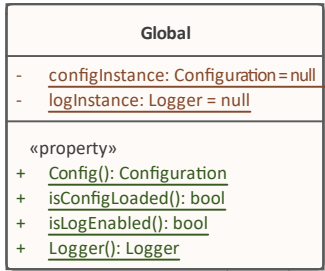 Global
- configInstance: Configuration = null
- logInstance: Logger = null
«property»
+ Config(): Configuration
+ isConfigLoaded(): bool
+ isLogEnabled(): bool
+ Logger(): Logger